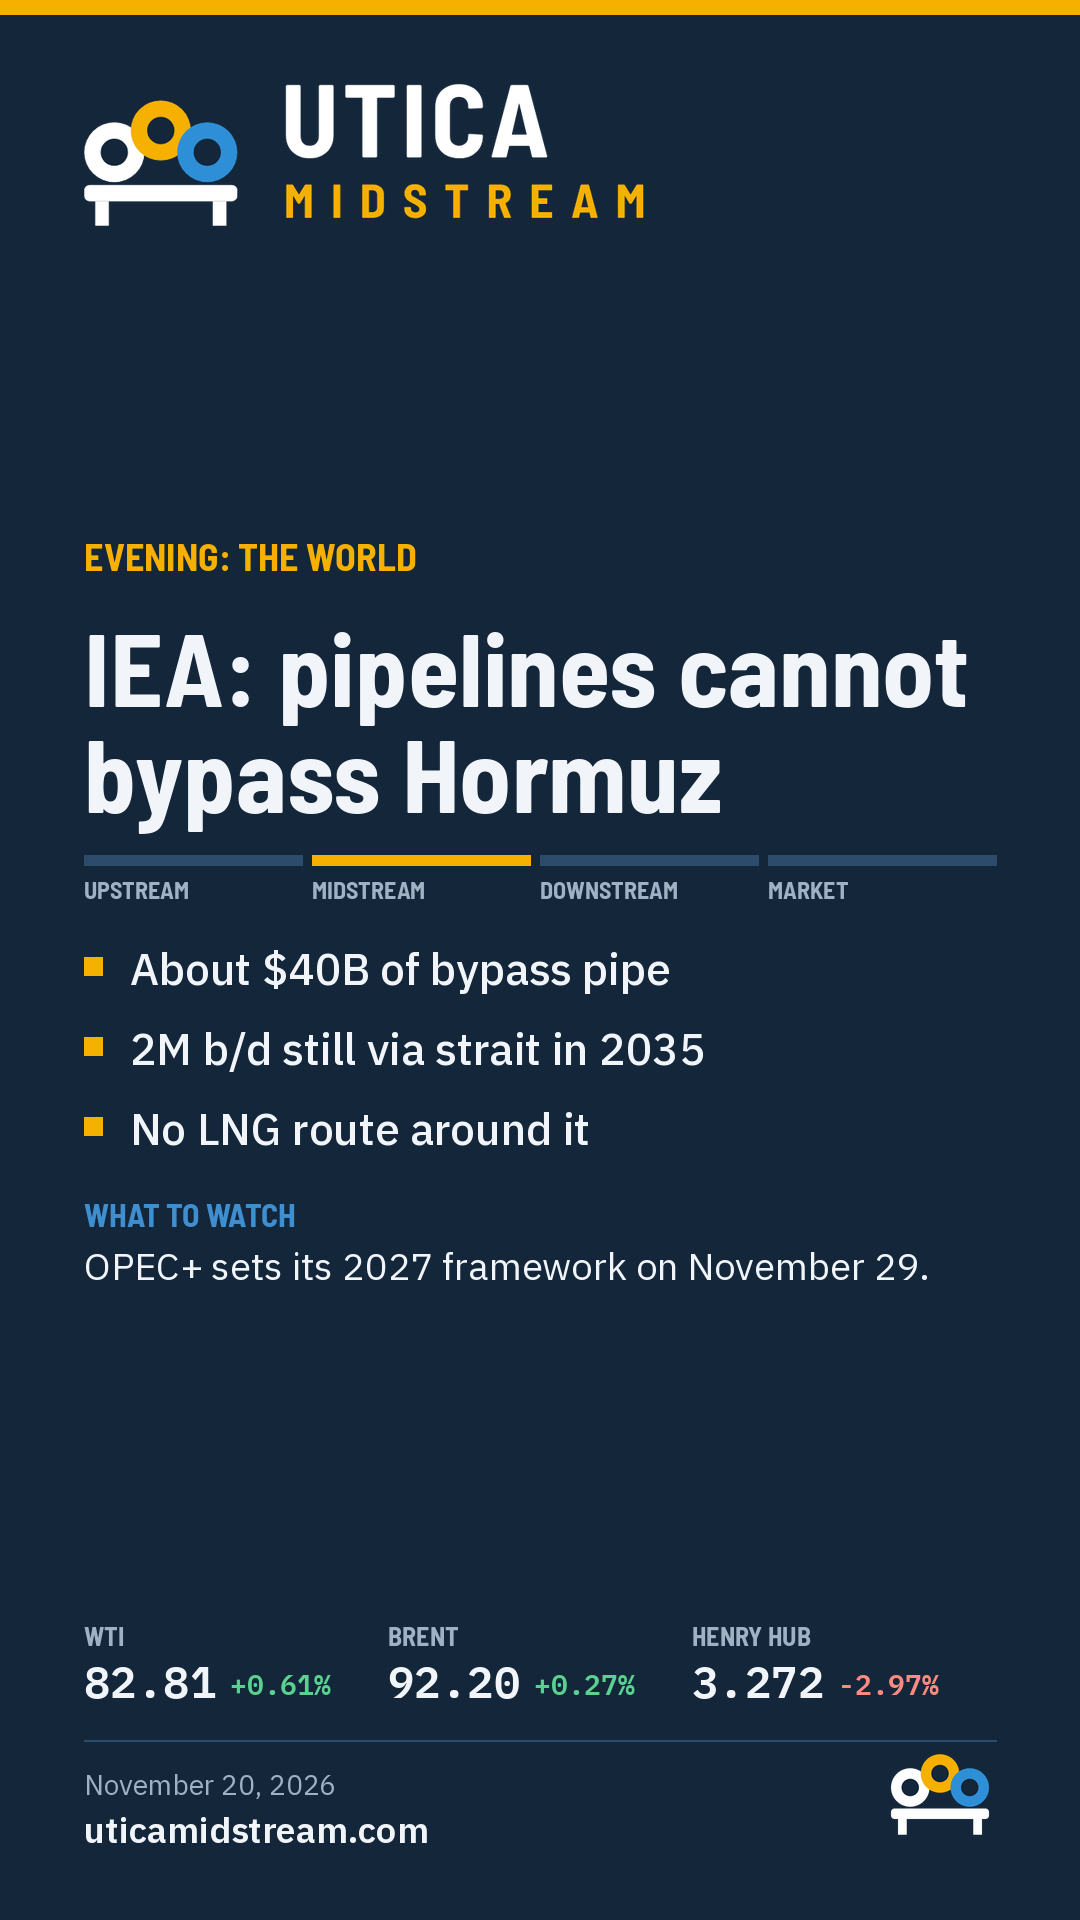 UTICA
MIDSTREAM
EVENING: THE WORLD
IEA: pipelines cannot
bypass Hormuz
UPSTREAM MIDSTREAM DOWNSTREAM MARKET
About $40B of bypass pipe
2M b/d still via strait in 2035
No LNG route around it
WHAT TO WATCH
OPEC+ sets its 2027 framework on November 29.
WTI BRENT HENRY HUB
82.81 +0.61% 92.20 +0.27% 3.272 -2.97%
November 20, 2026
uticamidstream.com